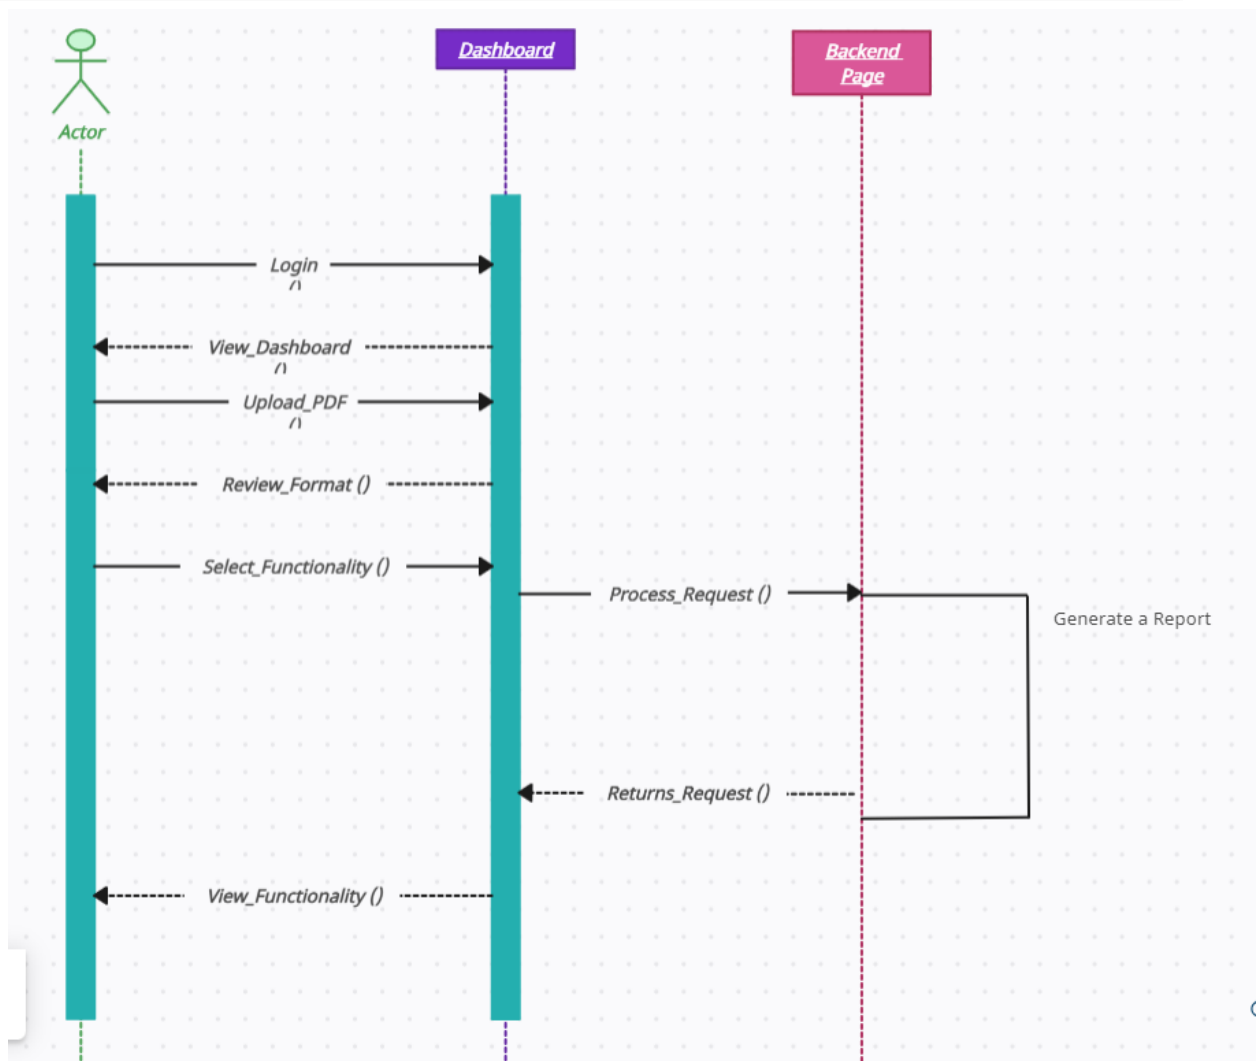 Dashboard
Backend
Page
Actor
Login
()
View_Dashboard
()
Upload_PDF
()
Review_Format ()
Select_Functionality ()
Process_Request ()
Generate a Report
Returns_Request ()
View_Functionality ()